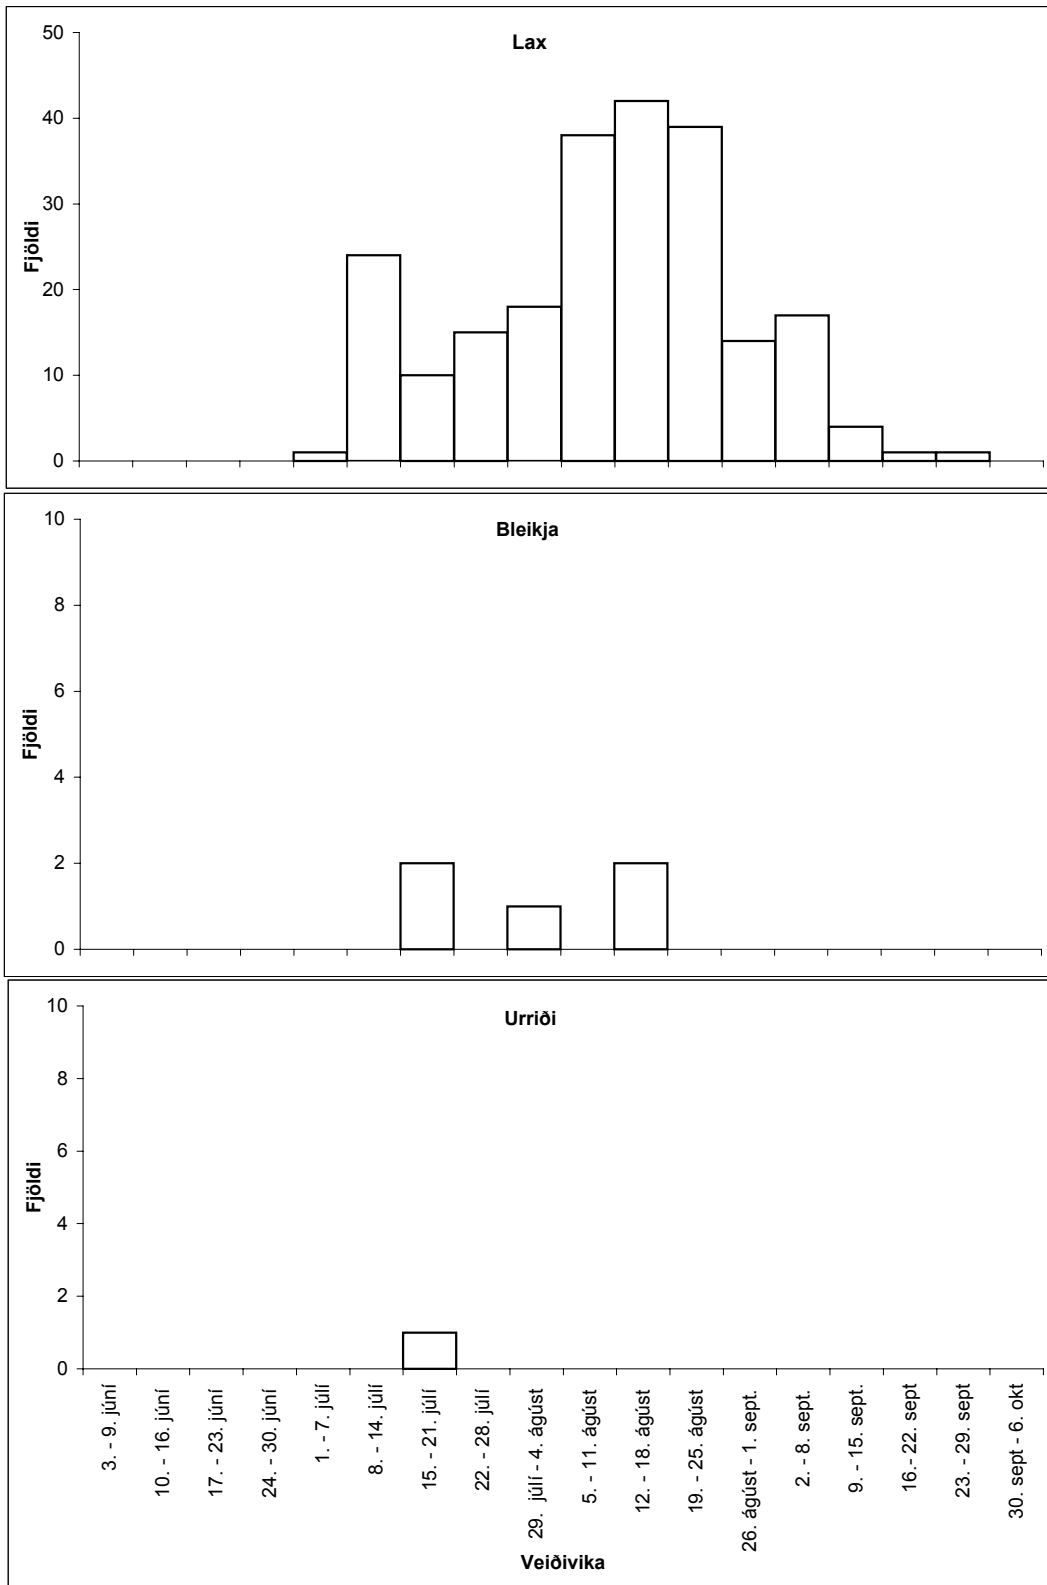 Lax
50
40
30
20
10
0
Fjöldi
Bleikja
10
8
6
4
2
0
Fjöldi
Urriði
10
8
6
4
2
0
Fjöldi
3. - 9. júní
10. - 16. júní
17. - 23. júní
24. - 30. júní
1. - 7. júlí
8. - 14. júlí
15. - 21. júlí
22. - 28. júlí
29. júlí - 4. ágúst
5. - 11. ágúst
12. - 18. ágúst
19. - 25. ágúst
26. ágúst - 1. sept.
2. - 8. sept.
9. - 15. sept.
16.- 22. sept
23. - 29. sept
30. sept - 6. okt
Veiðivika